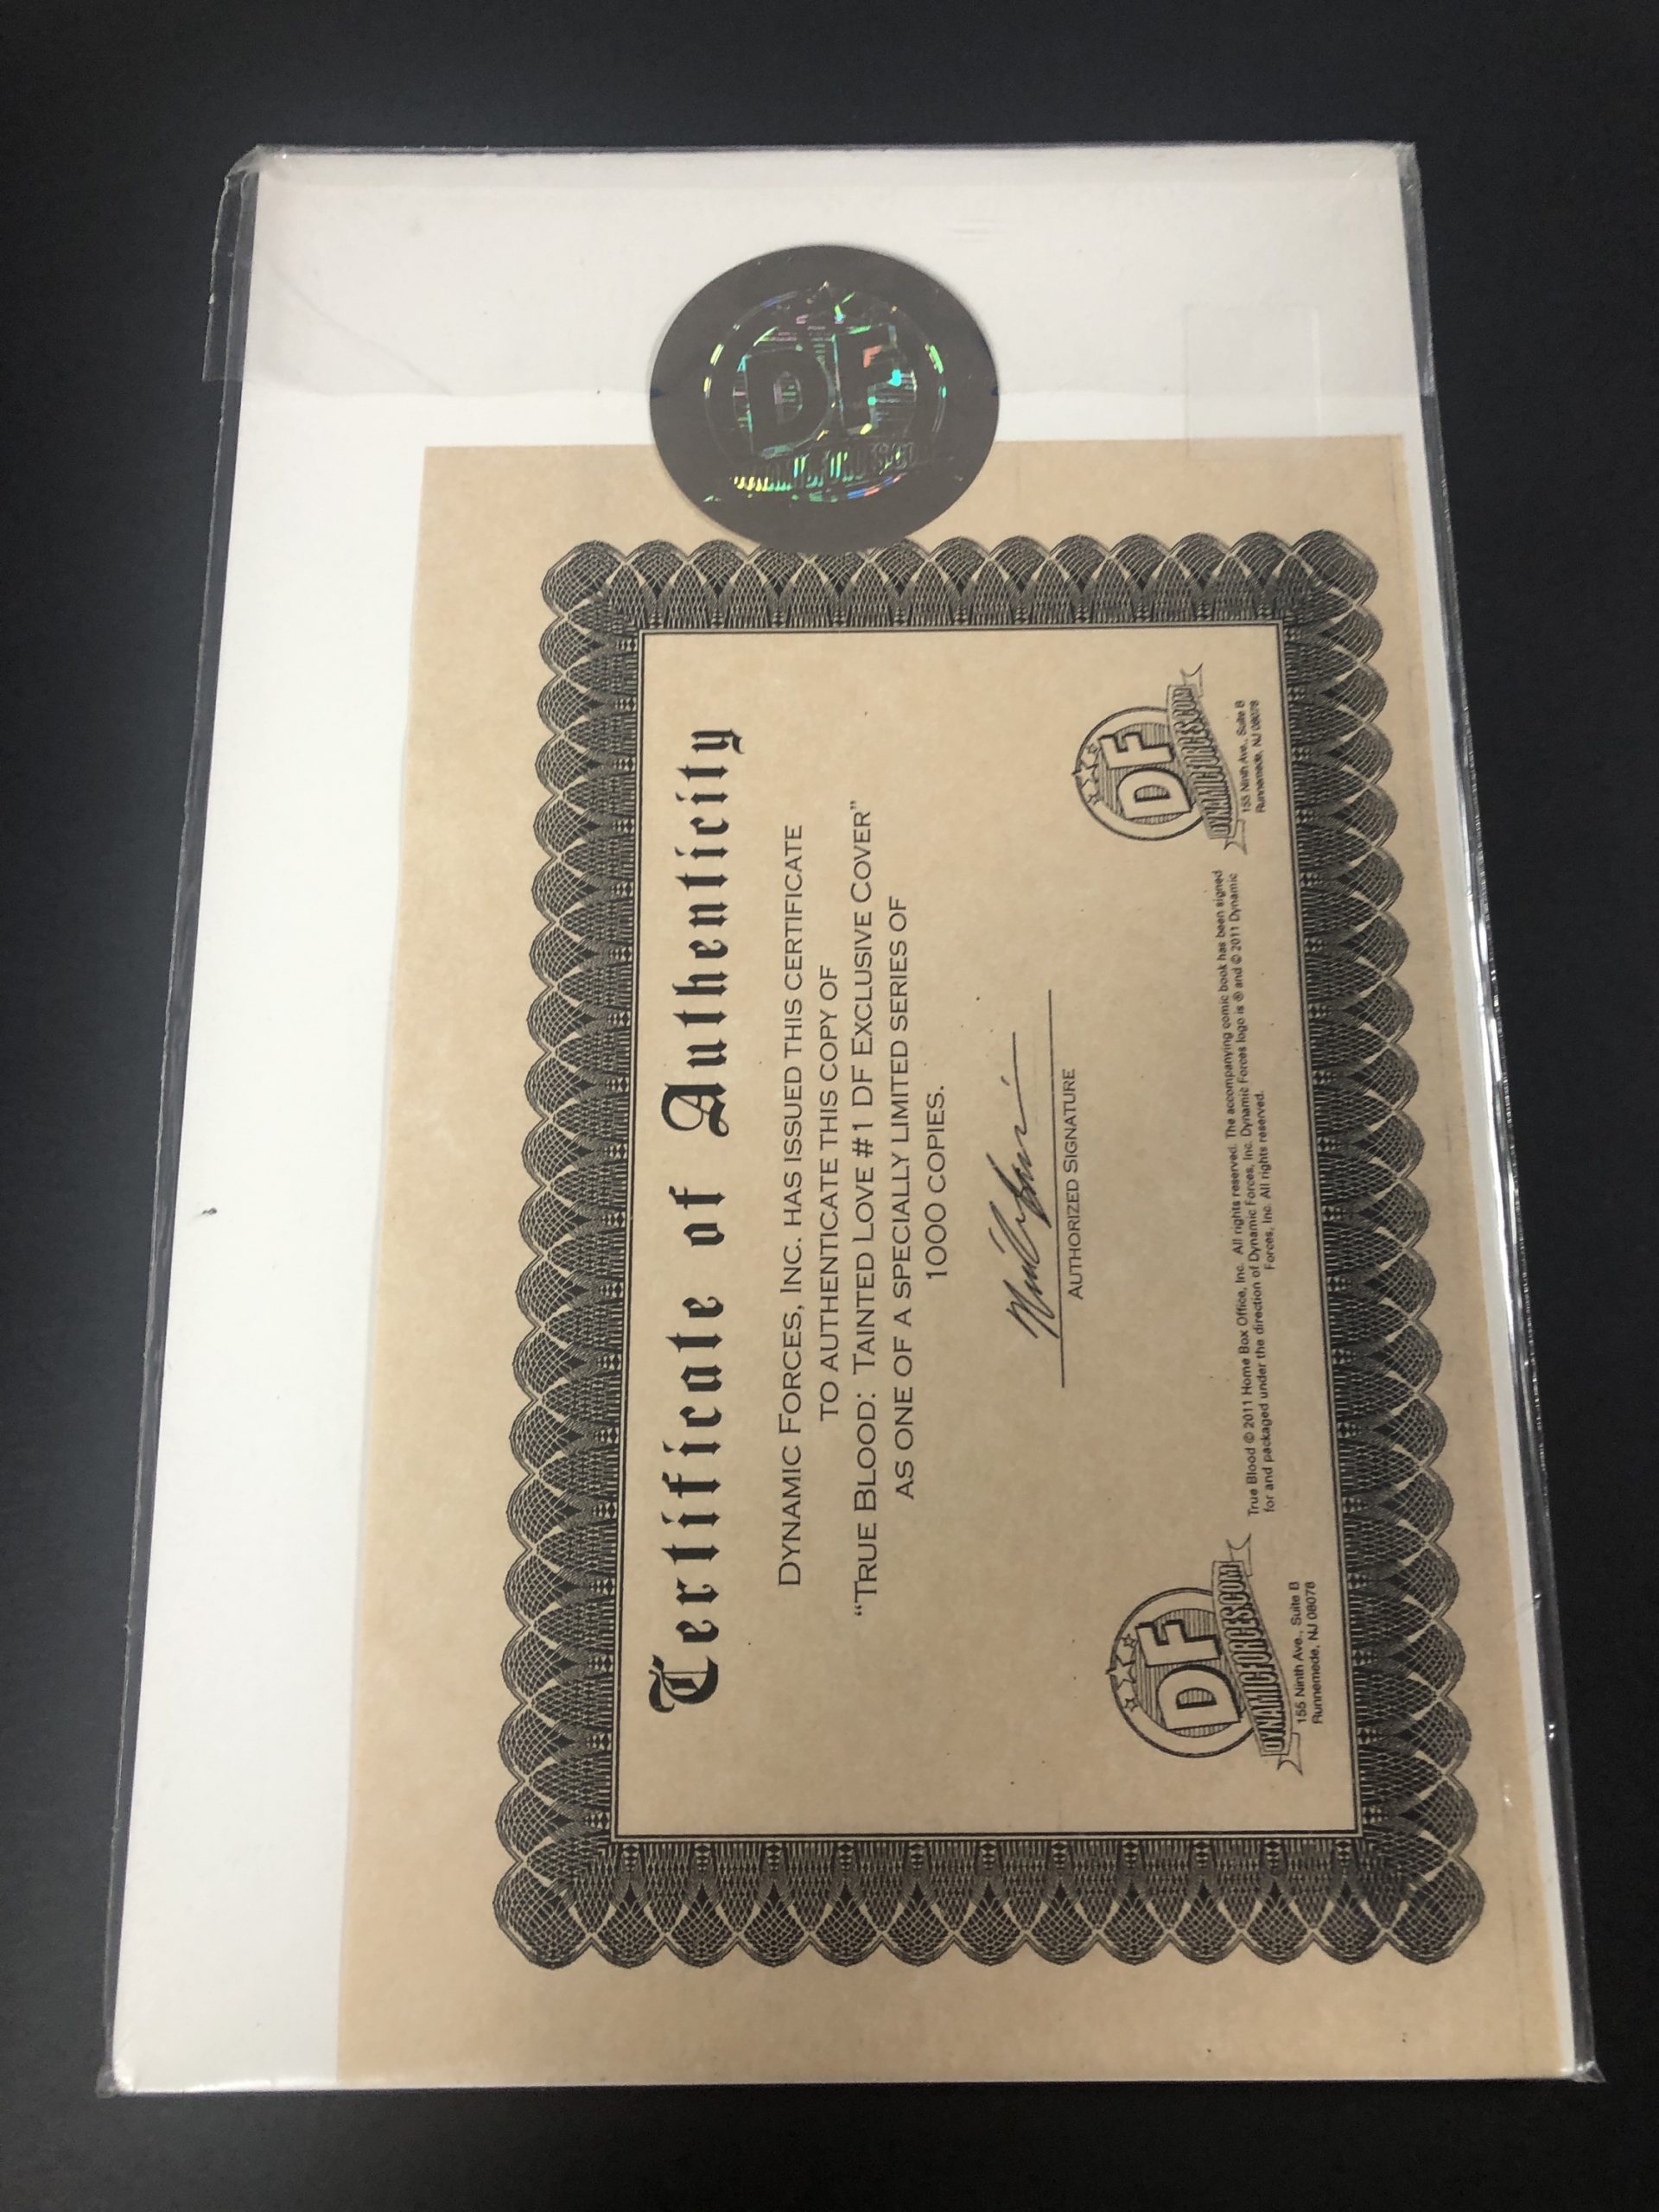 DF
DYNAMICFORCES.COM
Certificate of Authenticity
DYNAMIC FORCES, INC. HAS ISSUED THIS CERTIFICATE
TO AUTHENTICATE THIS COPY OF
“TRUE BLOOD: TAINTED LOVE #1 DF EXCLUSIVE COVER”
AS ONE OF A SPECIALLY LIMITED SERIES OF
1000 COPIES.
AUTHORIZED SIGNATURE
DF
DYNAMICFORCES.COM
155 Ninth Ave., Suite B
Runnemede, NJ 08078
True Blood © 2011 Home Box Office, Inc. All rights reserved. The accompanying comic book has been signed
for and packaged under the direction of Dynamic Forces, Inc. Dynamic Forces logo is ® and © 2011 Dynamic
Forces, Inc. All rights reserved.
DF
DYNAMICFORCES.COM
155 Ninth Ave., Suite B
Runnemede, NJ 08078